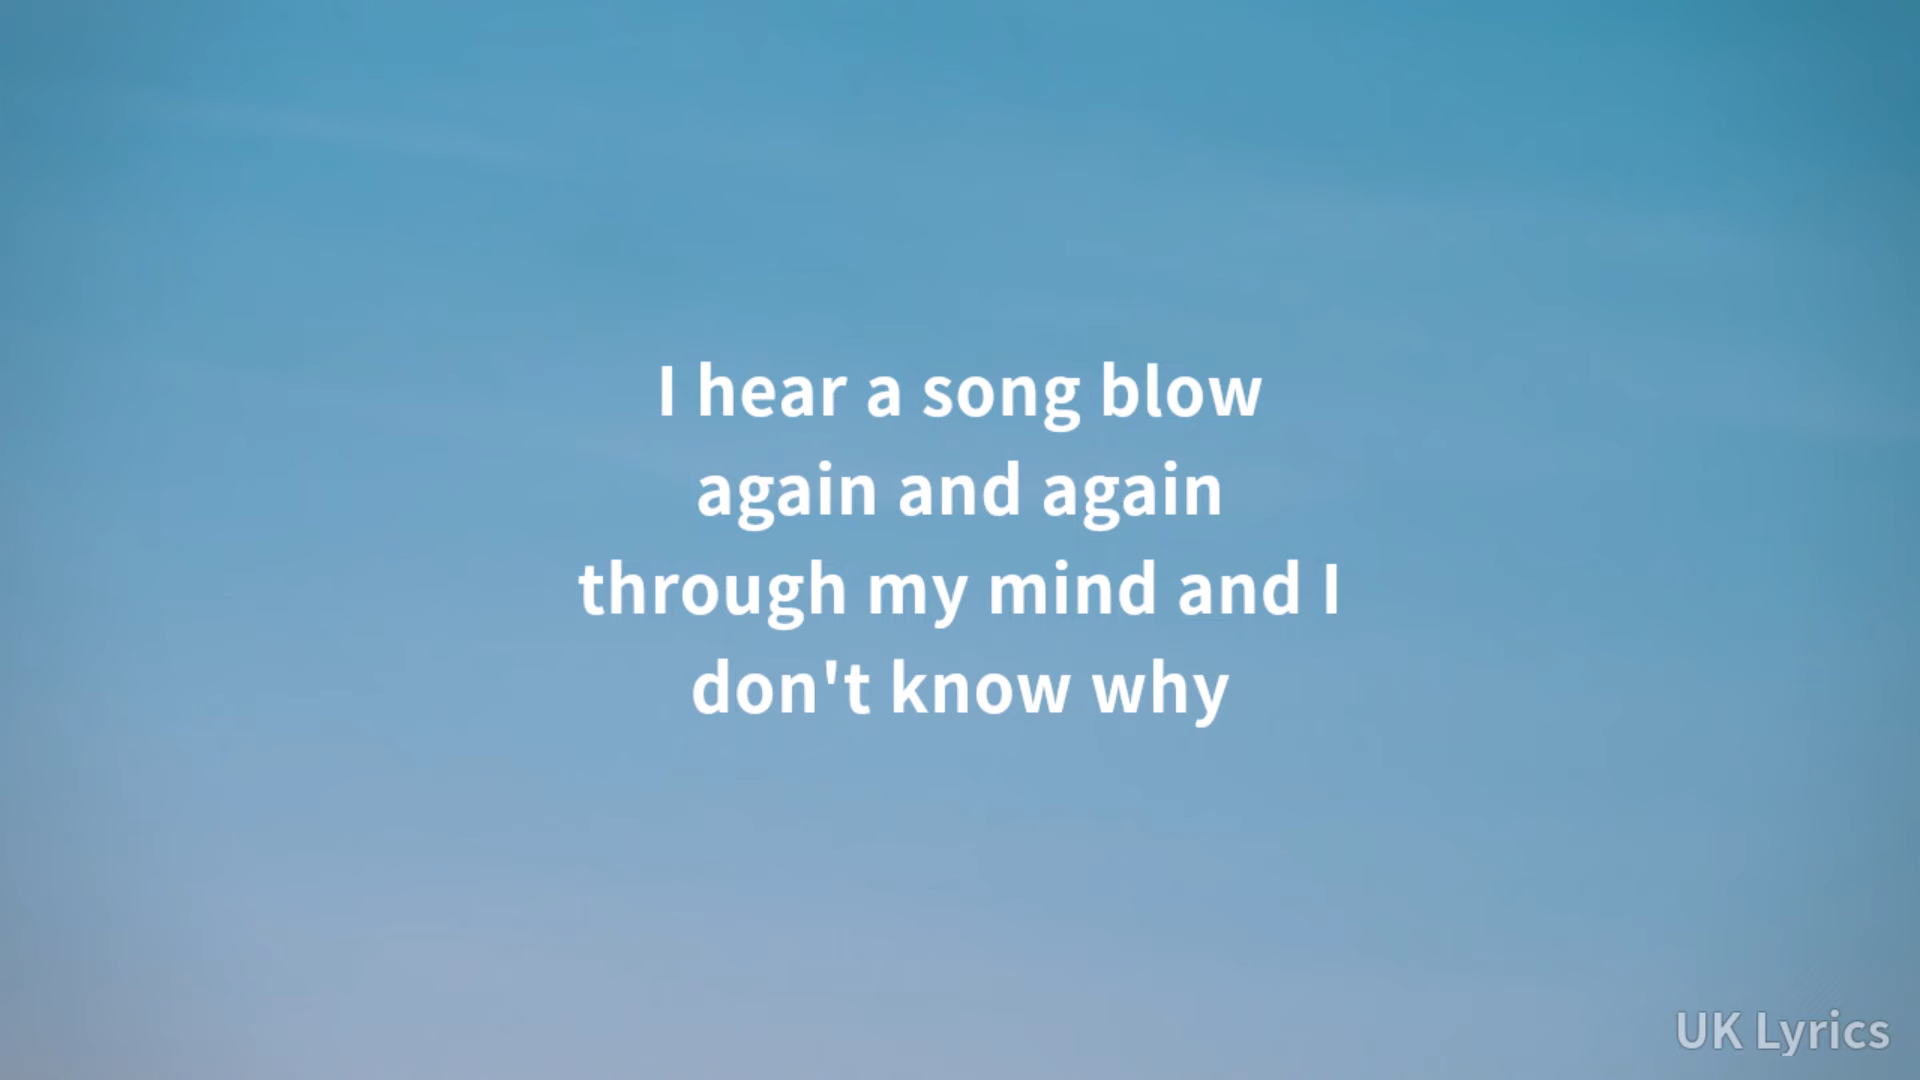 I hear a song blow
again and again
through my mind and I
don't know why
UK Lyrics